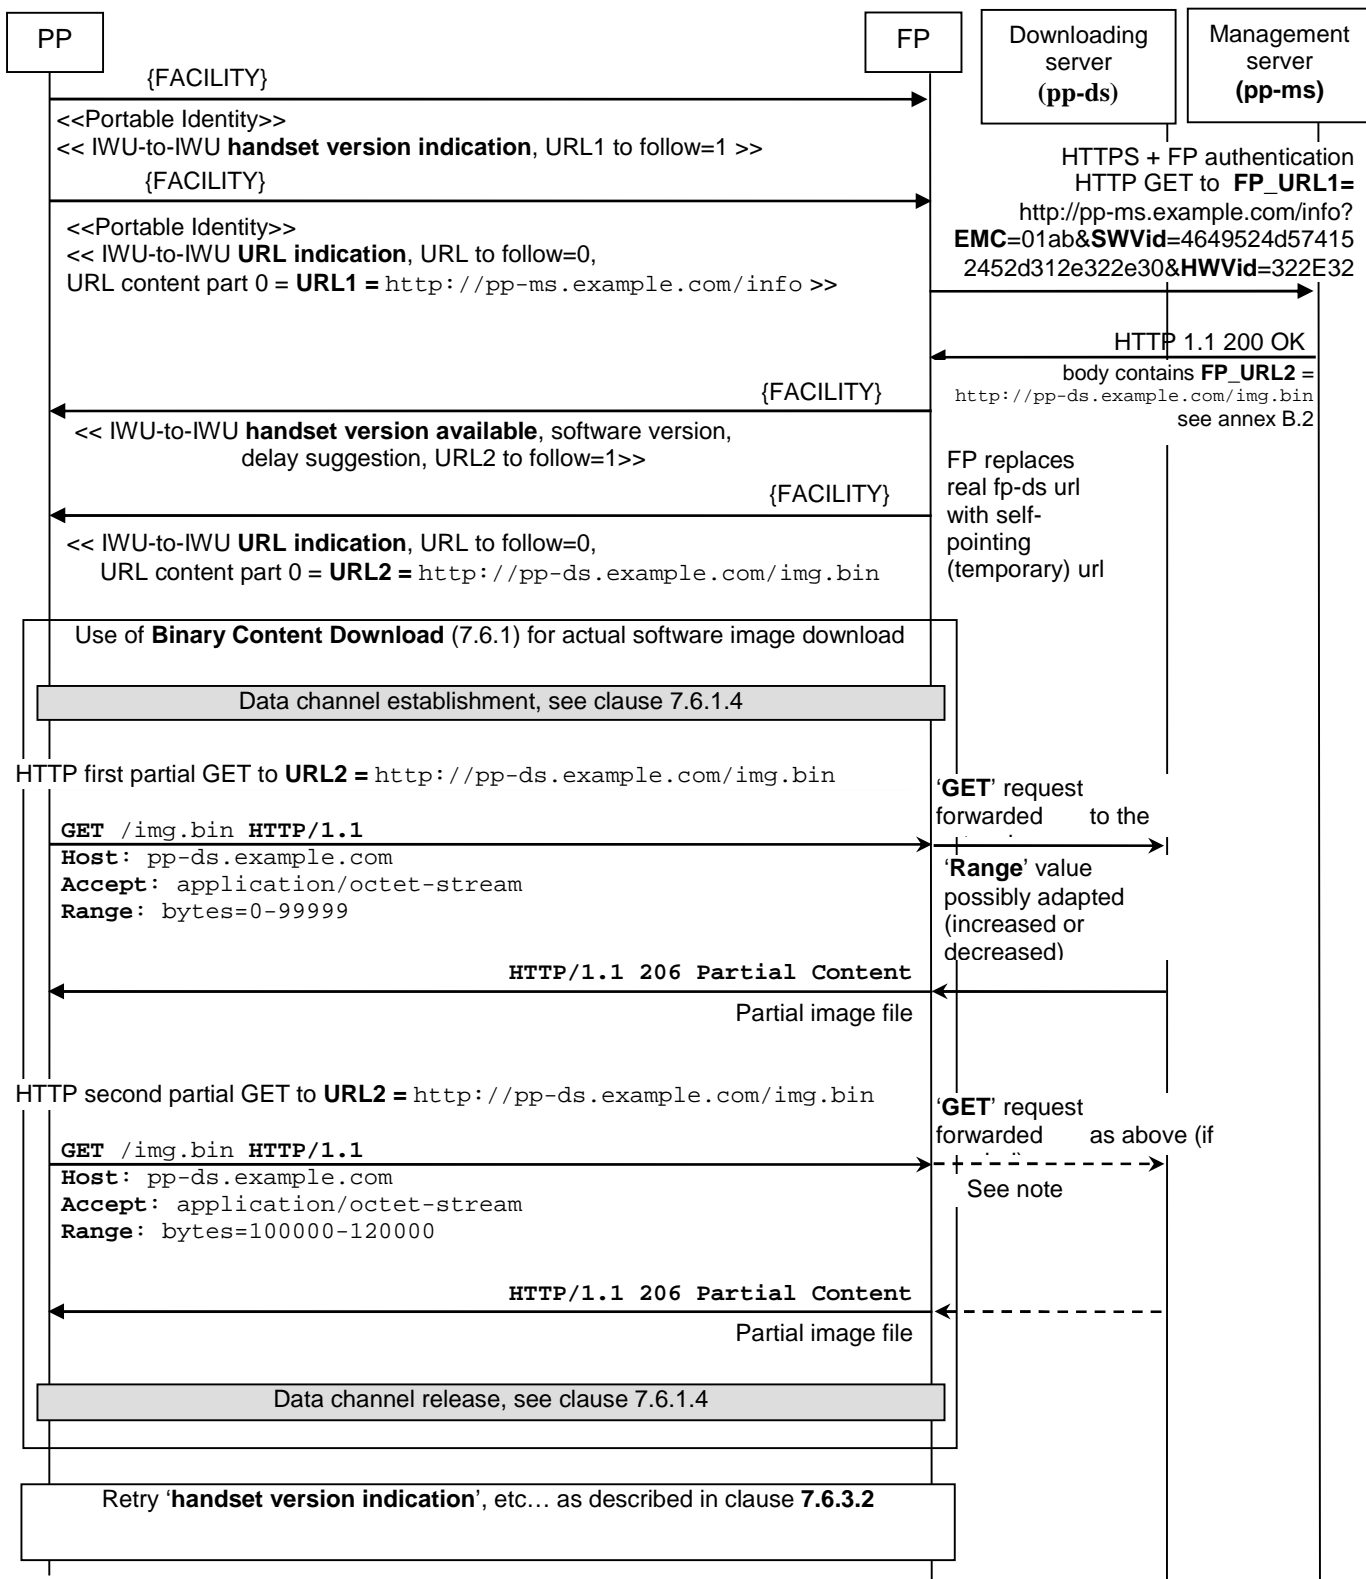 PP
FP
Downloading
server
(pp-ds)
Management
server
(pp-ms)
{FACILITY}
<<Portable Identity>>
<< IWU-to-IWU handset version indication, URL1 to follow=1 >>
{FACILITY}
<<Portable Identity>>
<< IWU-to-IWU URL indication, URL to follow=0,
URL content part 0 = URL1 = http://pp-ms.example.com/info >>
HTTPS + FP authentication
HTTP GET to FP_URL1=
http://pp-ms.example.com/info?
EMC=01ab&SWVid=4649524d57415
2452d312e322e30&HWVid=322E32
HTTP 1.1 200 OK
body contains FP_URL2 =
http://pp-ds.example.com/img.bin
see annex B.2
{FACILITY}
<< IWU-to-IWU handset version available, software version,
delay suggestion, URL2 to follow=1>>
{FACILITY}
<< IWU-to-IWU URL indication, URL to follow=0,
URL content part 0 = URL2 = http://pp-ds.example.com/img.bin
FP replaces
real fp-ds url
with self-
pointing
(temporary) url
Use of Binary Content Download (7.6.1) for actual software image download
Data channel establishment, see clause 7.6.1.4
HTTP first partial GET to URL2 = http://pp-ds.example.com/img.bin
GET /img.bin HTTP/1.1
Host: pp-ds.example.com
Accept: application/octet-stream
Range: bytes=0-99999
‘GET’ request
forwarded to the
‘Range’ value
possibly adapted
(increased or
decreased)
HTTP/1.1 206 Partial Content
Partial image file
HTTP second partial GET to URL2 = http://pp-ds.example.com/img.bin
GET /img.bin HTTP/1.1
Host: pp-ds.example.com
Accept: application/octet-stream
Range: bytes=100000-120000
‘GET’ request
forwarded as above (if
See note
HTTP/1.1 206 Partial Content
Partial image file
Data channel release, see clause 7.6.1.4
Retry ‘handset version indication’, etc… as described in clause 7.6.3.2